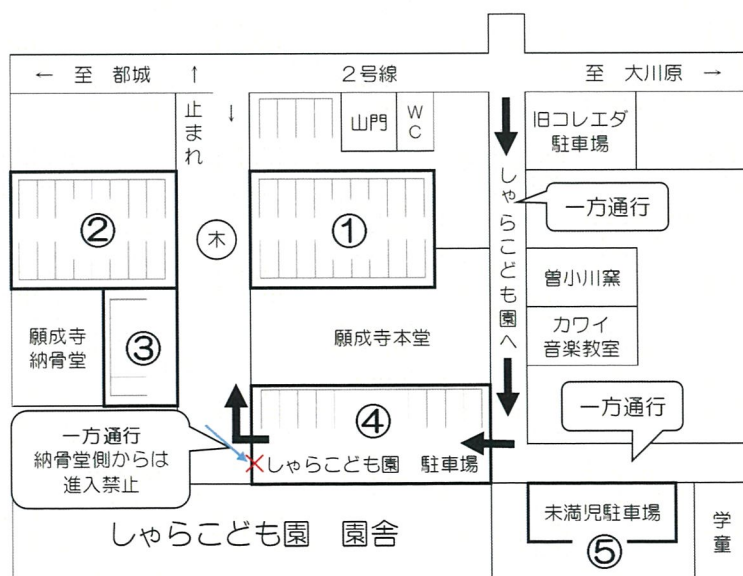 ← 至 都城 ↑
2号線
至 大川原 →
止まれ
↓
山門
WC
旧コレエダ
駐車場
しゃらこども園へ
一方通行
②
木
①
曽小川窯
カワイ
音楽教室
願成寺
納骨堂
③
願成寺本堂
④
一方通行
一方通行
納骨堂側からは
進入禁止
しゃらこども園 駐車場
しゃらこども園 園舎
未満児駐車場
⑤
学童